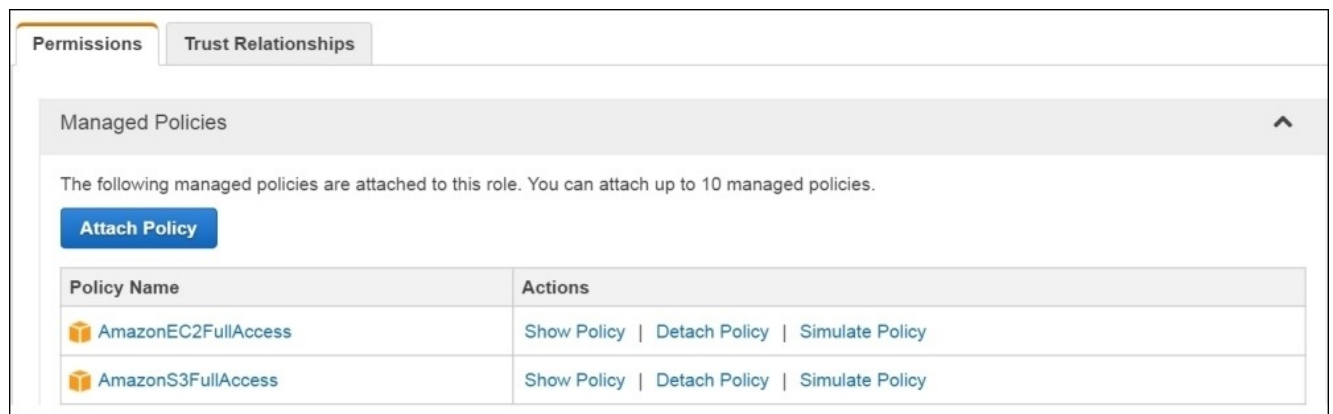 Permissions Trust Relationships
Managed Policies
The following managed policies are attached to this role. You can attach up to 10 managed policies.
Attach Policy
Policy Name Actions
AmazonEC2FullAccess Show Policy | Detach Policy | Simulate Policy
AmazonS3FullAccess Show Policy | Detach Policy | Simulate Policy